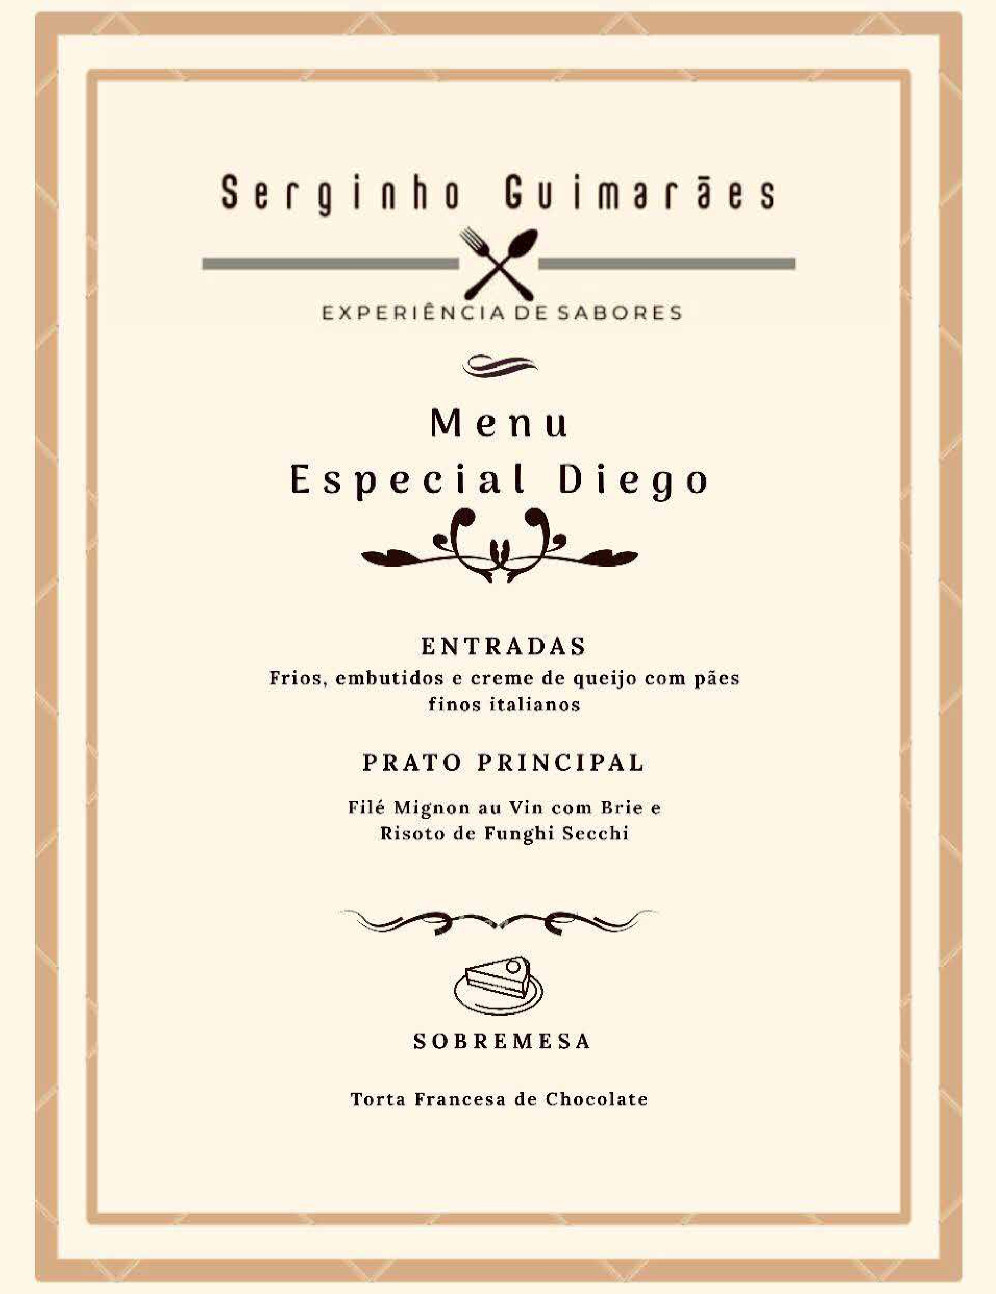 Serginho Guimarães
EXPERIÊNCIA DE SABORES
Menu
Especial Diego
ENTRADAS
Frios, embutidos e creme de queijo com pães
finos italianos
PRATO PRINCIPAL
Filé Mignon au Vin com Brie e
Risoto de Funghi Secchi
SOBREMESA
Torta Francesa de Chocolate